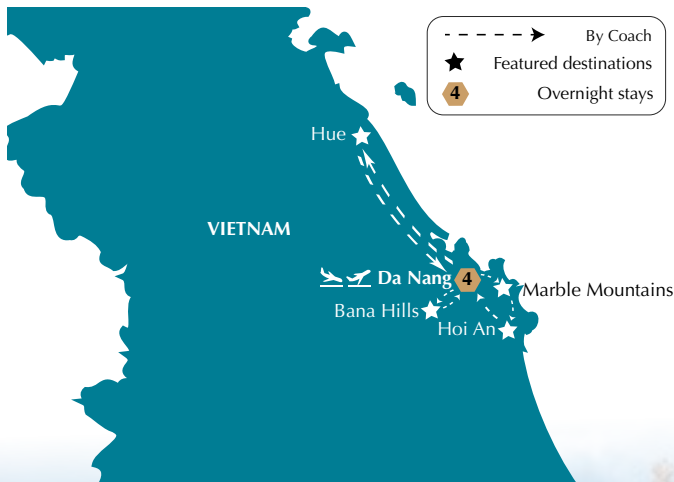 By Coach
Featured destinations
4 Overnight stays
Hue
VIETNAM
Da Nang 4
Marble Mountains
Bana Hills
Hoi An